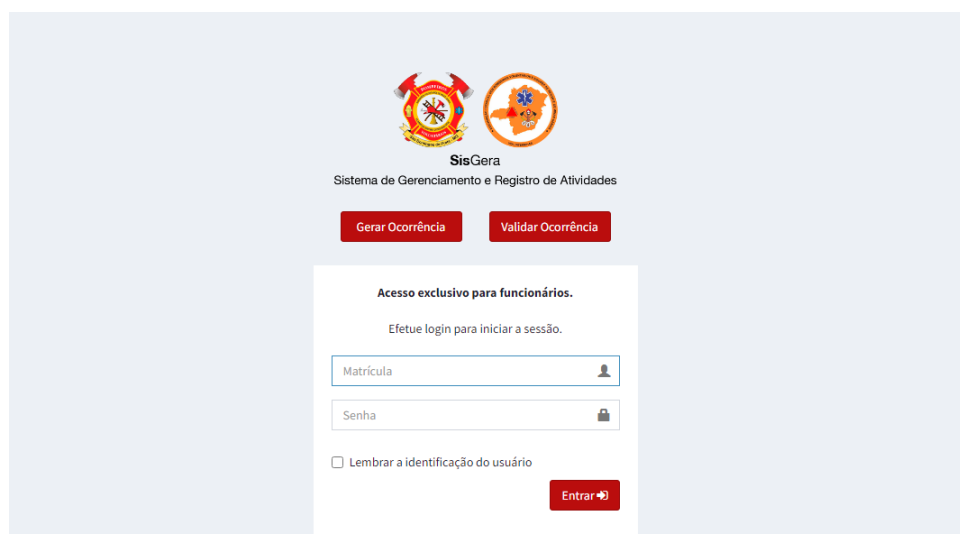 SisGera
Sistema de Gerenciamento e Registro de Atividades
Gerar Ocorrência
Validar Ocorrência
Acesso exclusivo para funcionários.
Efetue login para iniciar a sessão.
Matrícula
Senha
Lembrar a identificação do usuário
Entrar